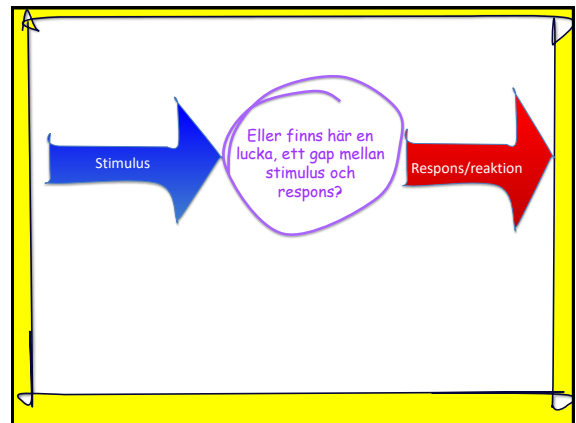 Stimulus
Eller finns här en
lucka, ett gap mellan
stimulus och
respons?
Respons/reaktion